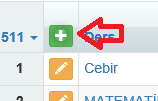 511 Ders
1 Cebir
2 MATEMATİ